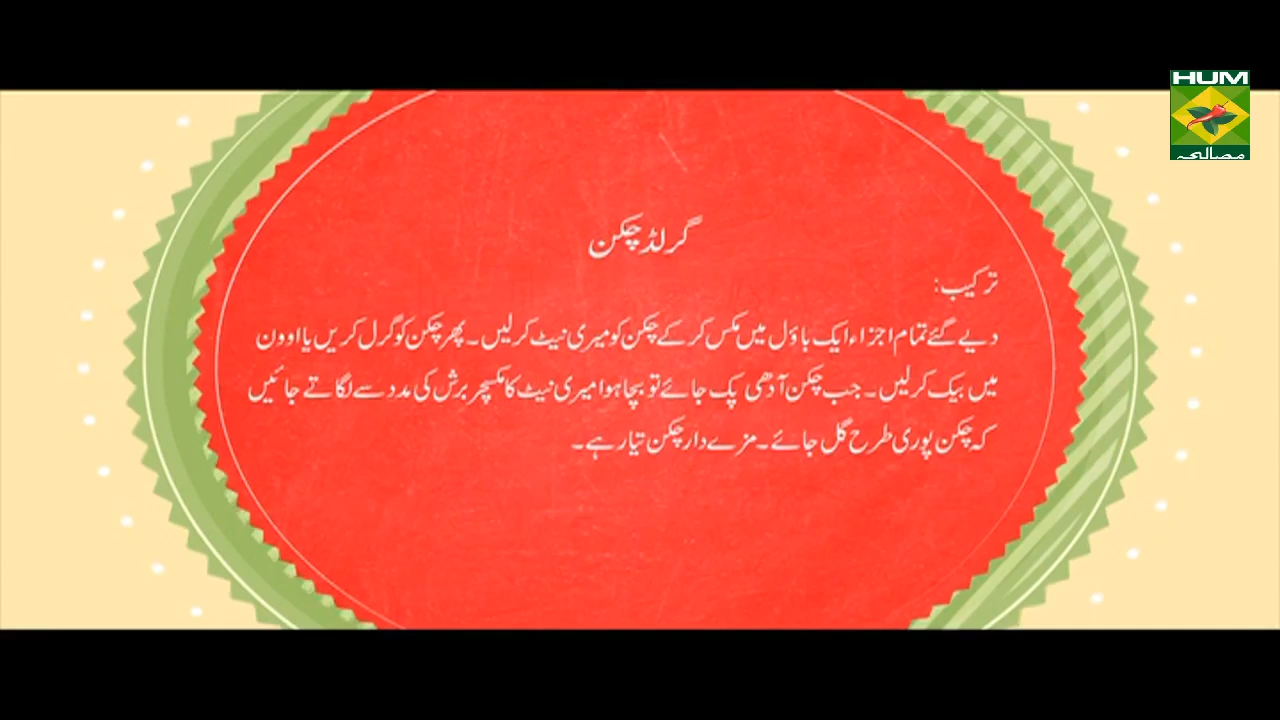 HUM
مصالحہ
گرلڈ چکن
ترکیب:
دیے گئے تمام اجزاء ایک باؤل میں مکس کر کے چکن کو میری نیٹ کر لیں۔ پھر چکن کو گرل کریں یا اوون
میں بیک کر لیں۔ جب چکن آدھی پک جائے تو بچا ہوا میری نیٹ کا مکسچر برش کی مدد سے لگاتے جائیں
کہ چکن پوری طرح گل جائے۔ مزے دار چکن تیار ہے۔